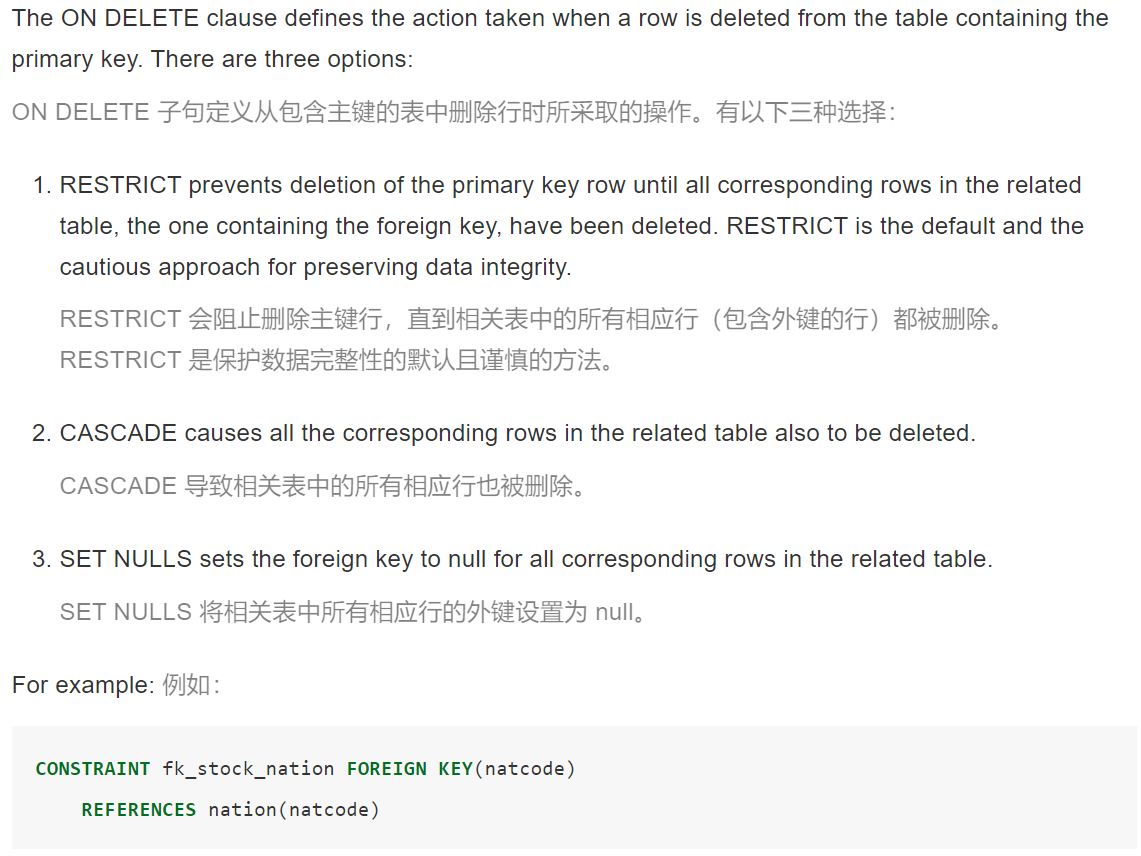 The ON DELETE clause defines the action taken when a row is deleted from the table containing the
primary key. There are three options:
ON DELETE 子句定义从包含主键的表中删除行时所采取的操作。有以下三种选择：
1. RESTRICT prevents deletion of the primary key row until all corresponding rows in the related
table, the one containing the foreign key, have been deleted. RESTRICT is the default and the
cautious approach for preserving data integrity.
RESTRICT 会阻止删除主键行，直到相关表中的所有相应行（包含外键的行）都被删除。
RESTRICT 是保护数据完整性的默认且谨慎的方法。
2. CASCADE causes all the corresponding rows in the related table also to be deleted.
CASCADE 导致相关表中的所有相应行也被删除。
3. SET NULLS sets the foreign key to null for all corresponding rows in the related table.
SET NULLS 将相关表中所有相应行的外键设置为 null。
For example: 例如：
CONSTRAINT fk_stock_nation FOREIGN KEY(natcode)
REFERENCES nation(natcode)